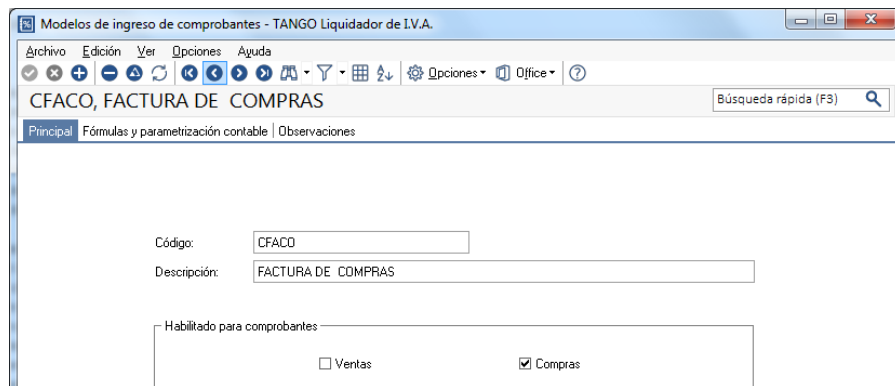 Modelos de ingreso de comprobantes - TANGO Liquidador de I.V.A.
Archivo Edición Ver Opciones Ayuda
Opciones Office
CFACO, FACTURA DE  COMPRAS
Búsqueda rápida (F3)
Principal Fórmulas y parametrización contable Observaciones
Código: CFACO
Descripción: FACTURA DE  COMPRAS
Habilitado para comprobantes
Ventas Compras